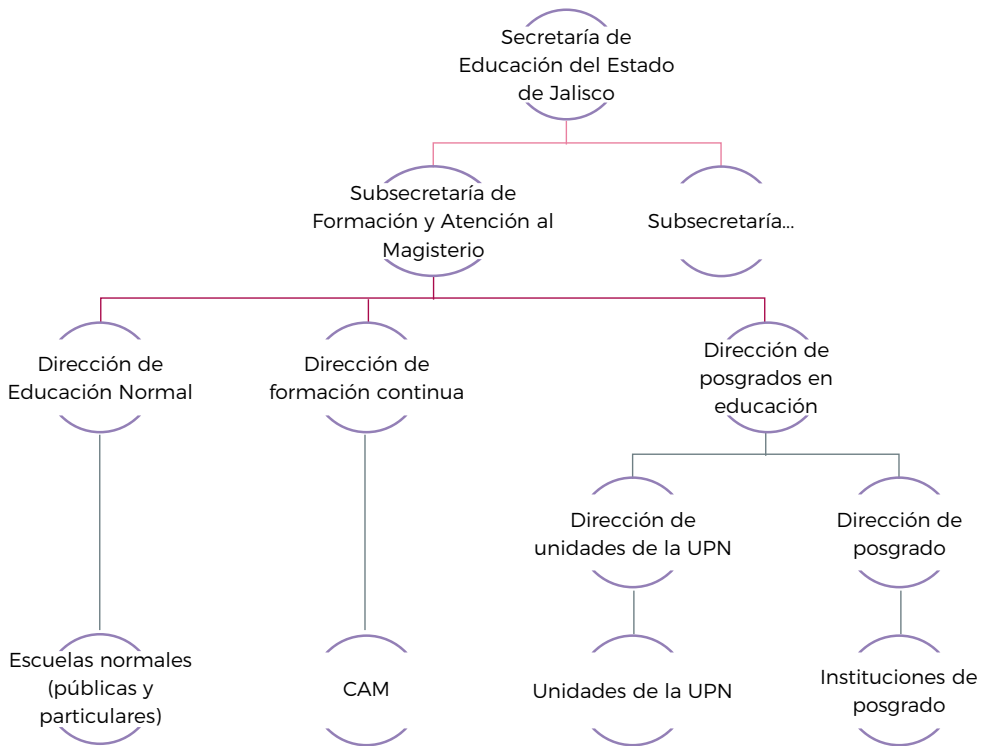 Secretaría de
Educación del Estado
de Jalisco
Subsecretaría de
Formación y Atención al
Magisterio
Subsecretaría...
Dirección de
Educación Normal
Dirección de
formación continua
Dirección de
posgrados en
educación
Dirección de
unidades de la UPN
Dirección de
posgrado
Escuelas normales
(públicas y
particulares)
CAM
Unidades de la UPN
Instituciones de
posgrado